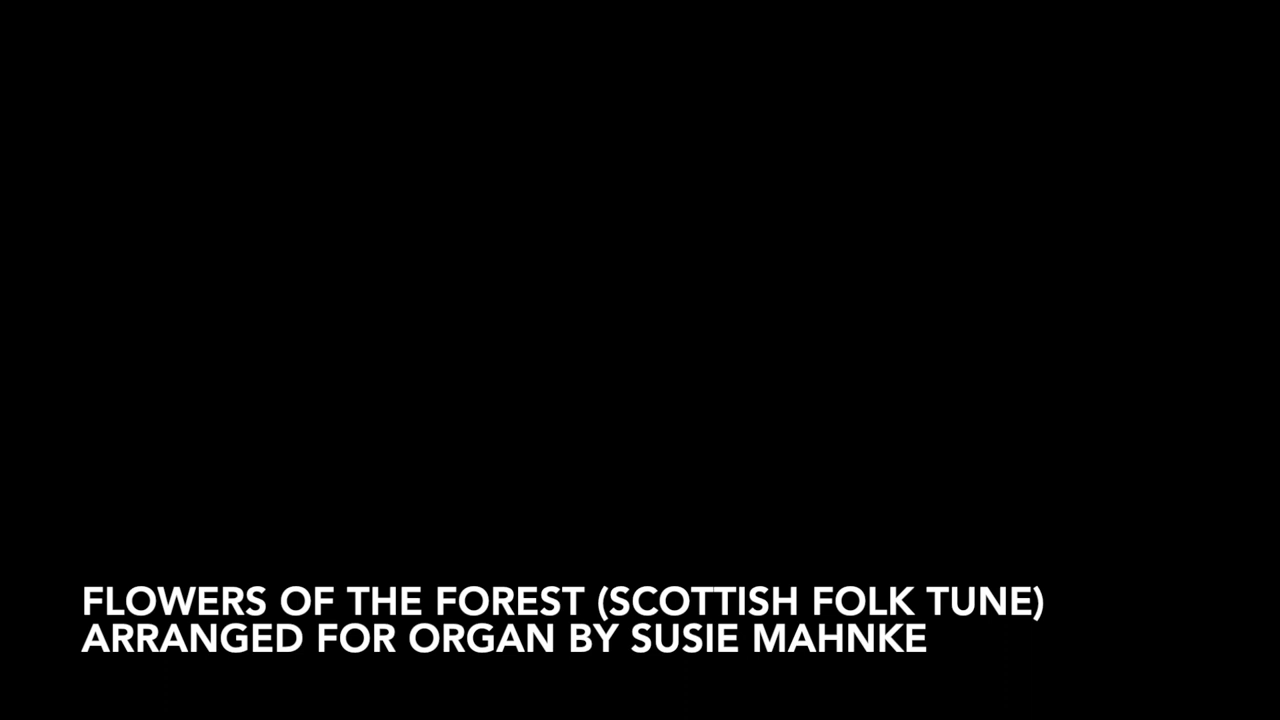 FLOWERS OF THE FOREST (SCOTTISH FOLK TUNE)
ARRANGED FOR ORGAN BY SUSIE MAHNKE